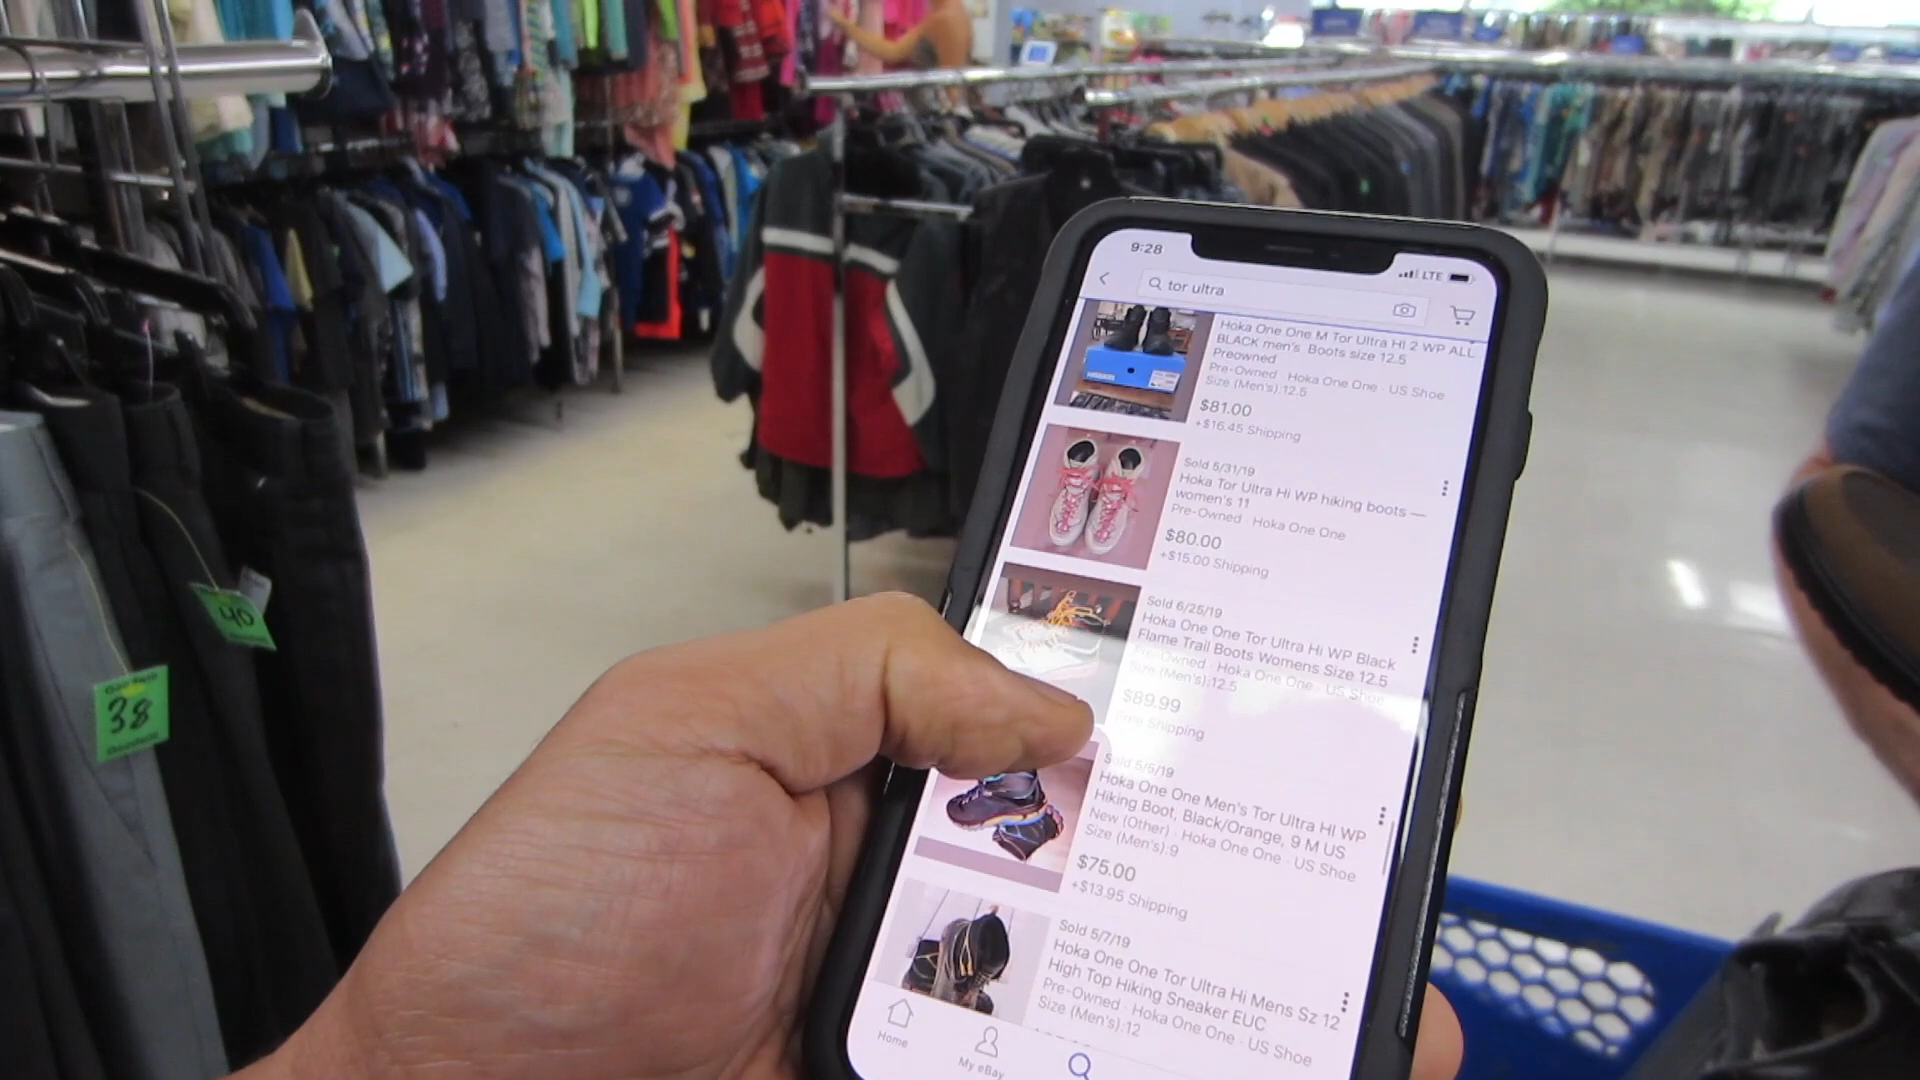 9:28
LTE
tor ultra
Hoka One One M Tor Ultra HI 2 WP ALL
BLACK men's Boots size 12.5
Preowned
Pre-Owned · Hoka One One · US Shoe
Size (Men's):12.5
$81.00
+$16.45 Shipping
Sold 5/31/19
Hoka Tor Ultra Hi WP hiking boots —
women's 11
Pre-Owned · Hoka One One
$80.00
+$15.00 Shipping
Sold 6/25/19
Hoka One One Tor Ultra Hi WP Black
Flame Trail Boots Womens Size 12.5
Pre-Owned · Hoka One One · US Shoe
Size (Men's):12.5
$89.99
Free Shipping
Sold 5/5/19
Hoka One One Men's Tor Ultra HI WP
Hiking Boot, Black/Orange, 9 M US
New (Other) · Hoka One One · US Shoe
Size (Men's):9
$75.00
+$13.95 Shipping
Sold 5/7/19
Hoka One One Tor Ultra Hi Mens Sz 12
High Top Hiking Sneaker EUC
Pre-Owned · Hoka One One · US Shoe
Size (Men's):12
Home
My eBay
40
38